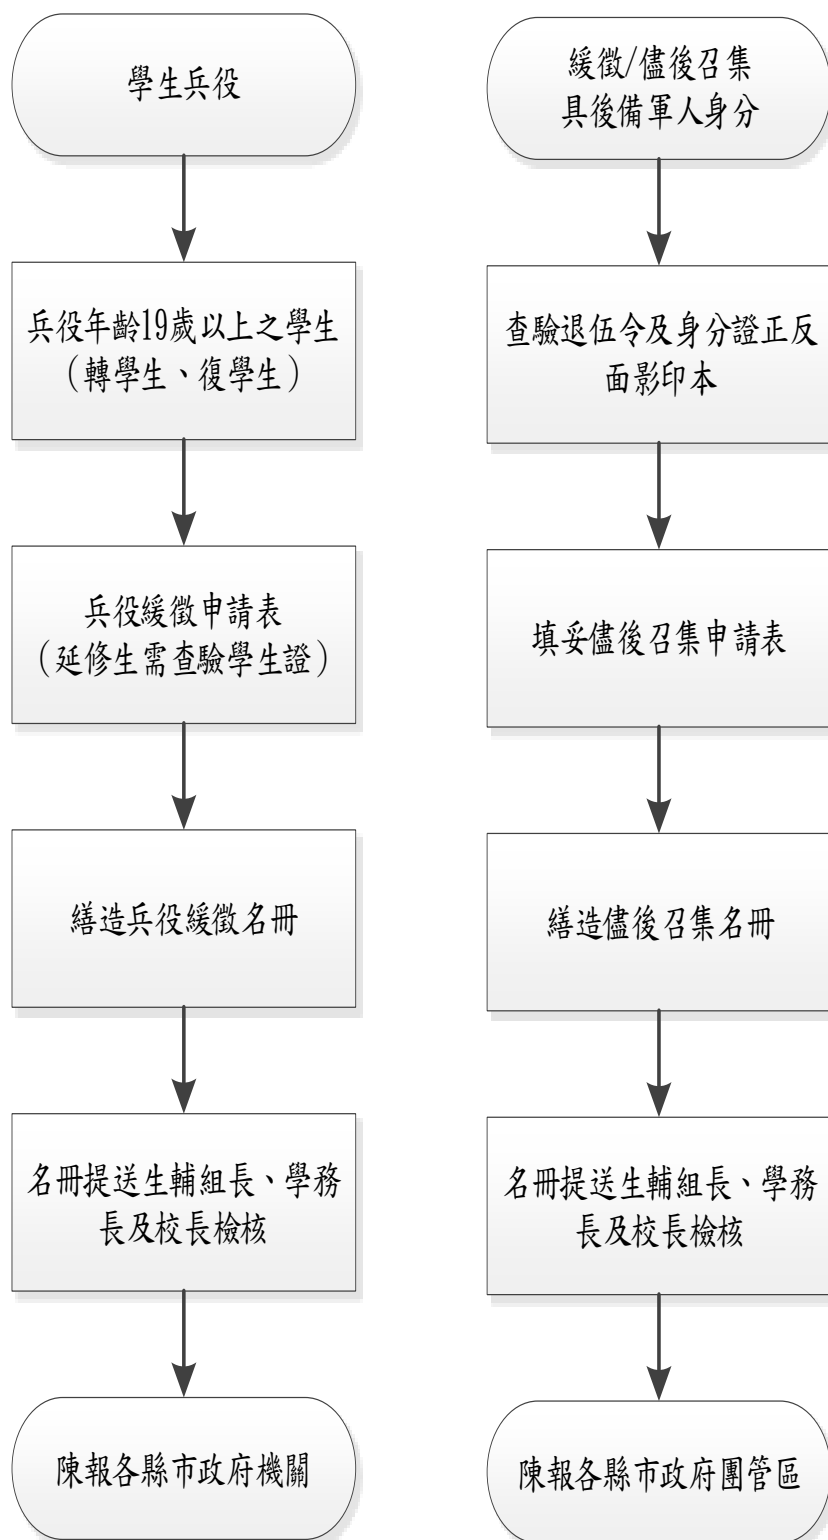 學生兵役
兵役年齡19歲以上之學生
（轉學生、復學生）
兵役緩徵申請表
（延修生需查驗學生證）
繕造兵役緩徵名冊
名冊提送生輔組長、學務
長及校長檢核
陳報各縣市政府機關
緩徵/儘後召集
具後備軍人身分
查驗退伍令及身分證正反
面影印本
填妥儘後召集申請表
繕造儘後召集名冊
名冊提送生輔組長、學務
長及校長檢核
陳報各縣市政府團管區